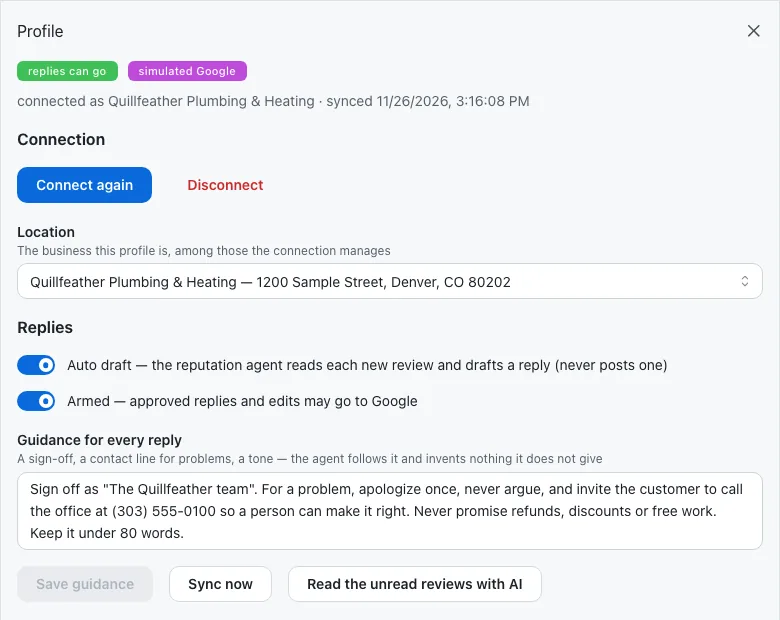 Profile
replies can go
simulated Google
connected as Quillfeather Plumbing & Heating · synced 11/26/2026, 3:16:08 PM
Connection
Connect again
Disconnect
Location
The business this profile is, among those the connection manages
Quillfeather Plumbing & Heating — 1200 Sample Street, Denver, CO 80202
Replies
Auto draft — the reputation agent reads each new review and drafts a reply (never posts one)
Armed — approved replies and edits may go to Google
Guidance for every reply
A sign-off, a contact line for problems, a tone — the agent follows it and invents nothing it does not give
Sign off as "The Quillfeather team". For a problem, apologize once, never argue, and invite the customer to call
the office at (303) 555-0100 so a person can make it right. Never promise refunds, discounts or free work.
Keep it under 80 words.
Save guidance
Sync now
Read the unread reviews with AI